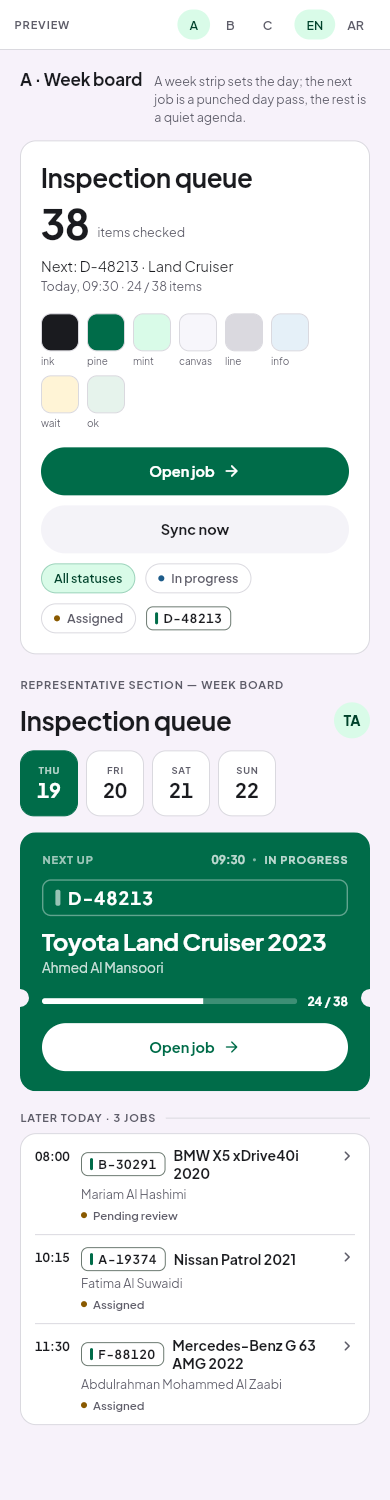 PREVIEW A B C EN AR
A · Week board
A week strip sets the day; the next
job is a punched day pass, the rest is
a quiet agenda.
Inspection queue
38 items checked
Next: D-48213 · Land Cruiser
Today, 09:30 · 24 / 38 items
ink pine mint canvas line info
wait ok
Open job →
Sync now
All statuses In progress
Assigned D-48213
REPRESENTATIVE SECTION — WEEK BOARD
Inspection queue TA
THU FRI SAT SUN
19 20 21 22
NEXT UP 09:30 · IN PROGRESS
D-48213
Toyota Land Cruiser 2023
Ahmed Al Mansoori
24 / 38
Open job →
LATER TODAY · 3 JOBS
08:00 B-30291 BMW X5 xDrive40i
2020
Mariam Al Hashimi
Pending review
10:15 A-19374 Nissan Patrol 2021
Fatima Al Suwaidi
Assigned
11:30 F-88120 Mercedes-Benz G 63
AMG 2022
Abdulrahman Mohammed Al Zaabi
Assigned